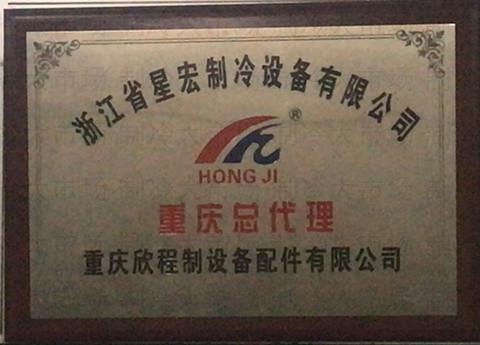 浙江省星宏制冷设备有限公司
®
HONG JI
重庆总代理
重庆欣程制设备配件有限公司